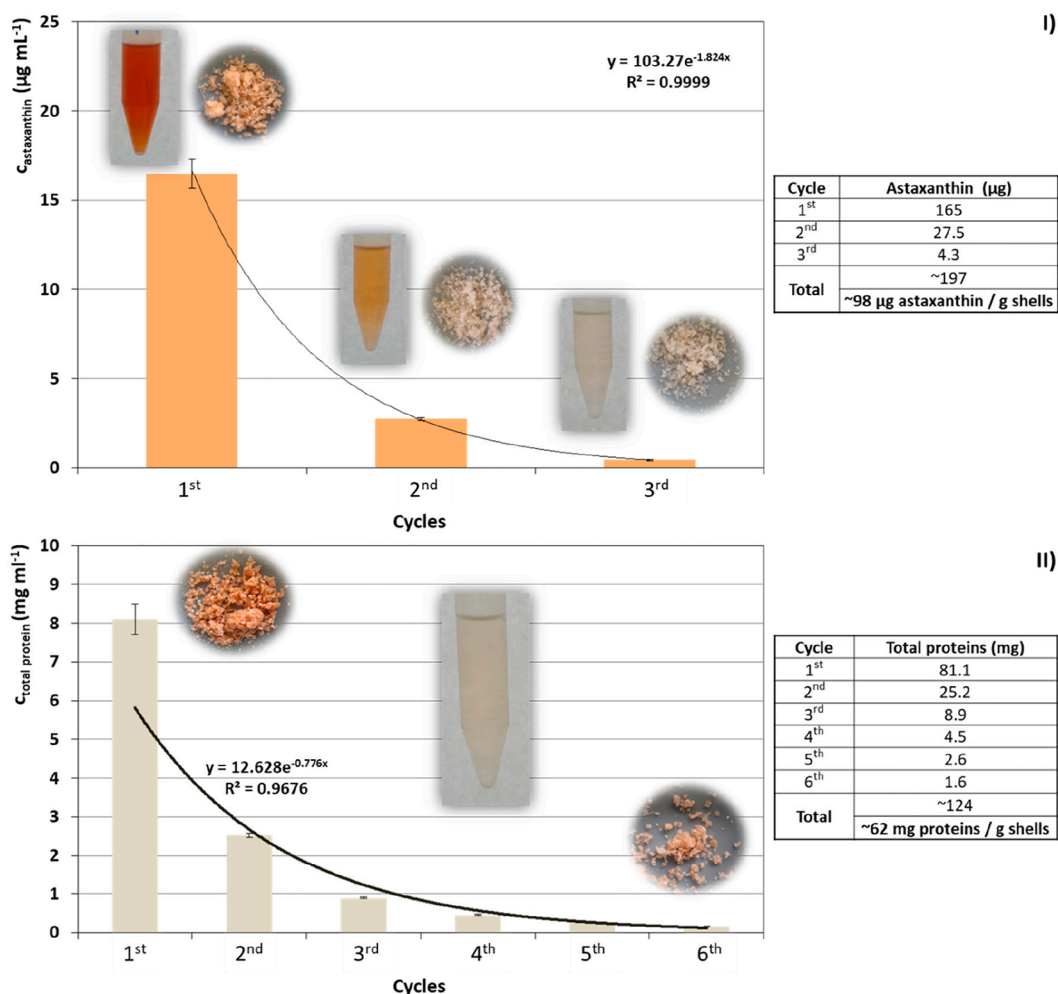 I)
25
20
15
10
5
0
c astaxanthin (µg mL⁻¹)
y = 103.27e⁻¹·⁸²⁴ˣ
R² = 0.9999
1ˢᵗ 2ⁿᵈ 3ʳᵈ
Cycles
Cycle Astaxanthin (µg)
1ˢᵗ 165
2ⁿᵈ 27.5
3ʳᵈ 4.3
Total ~197
~98 µg astaxanthin / g shells
II)
10
9
8
7
6
5
4
3
2
1
0
c total protein (mg ml⁻¹)
y = 12.628e⁻⁰·⁷⁷⁶ˣ
R² = 0.9676
1ˢᵗ 2ⁿᵈ 3ʳᵈ 4ᵗʰ 5ᵗʰ 6ᵗʰ
Cycles
Cycle Total proteins (mg)
1ˢᵗ 81.1
2ⁿᵈ 25.2
3ʳᵈ 8.9
4ᵗʰ 4.5
5ᵗʰ 2.6
6ᵗʰ 1.6
Total ~124
~62 mg proteins / g shells